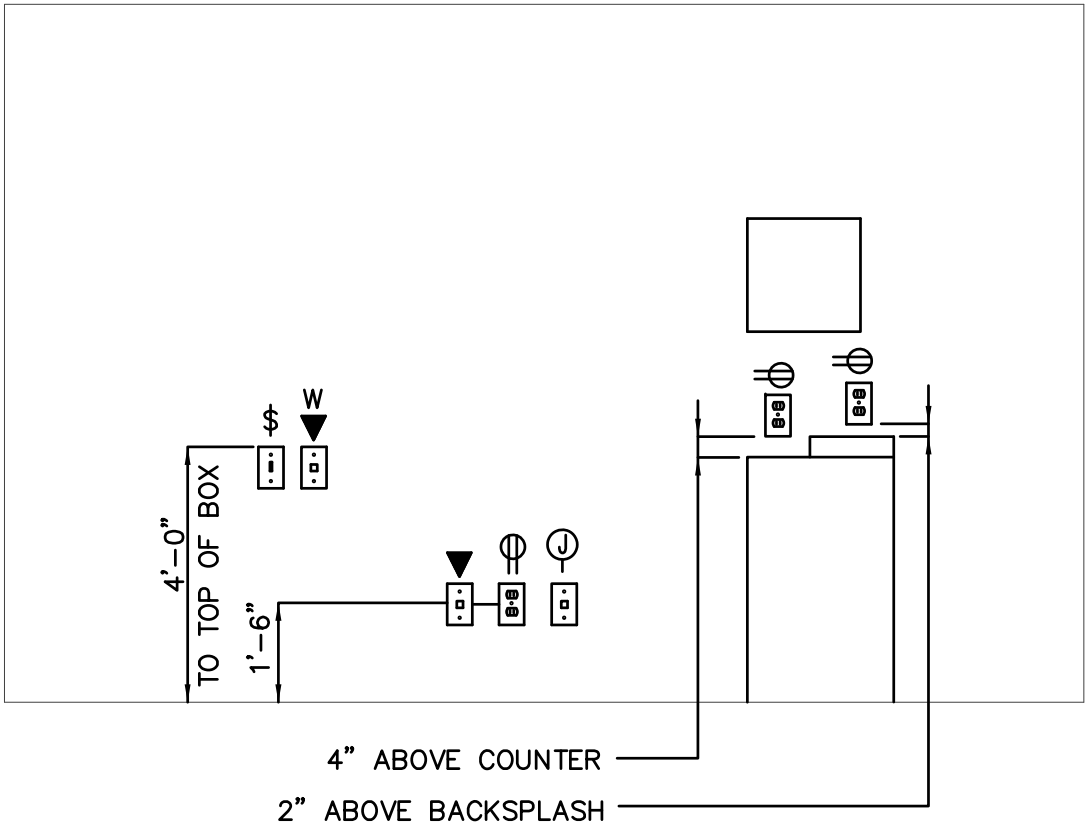 $
W
4'-0"
TO TOP OF BOX
1'-6"
J
4" ABOVE COUNTER
2" ABOVE BACKSPLASH